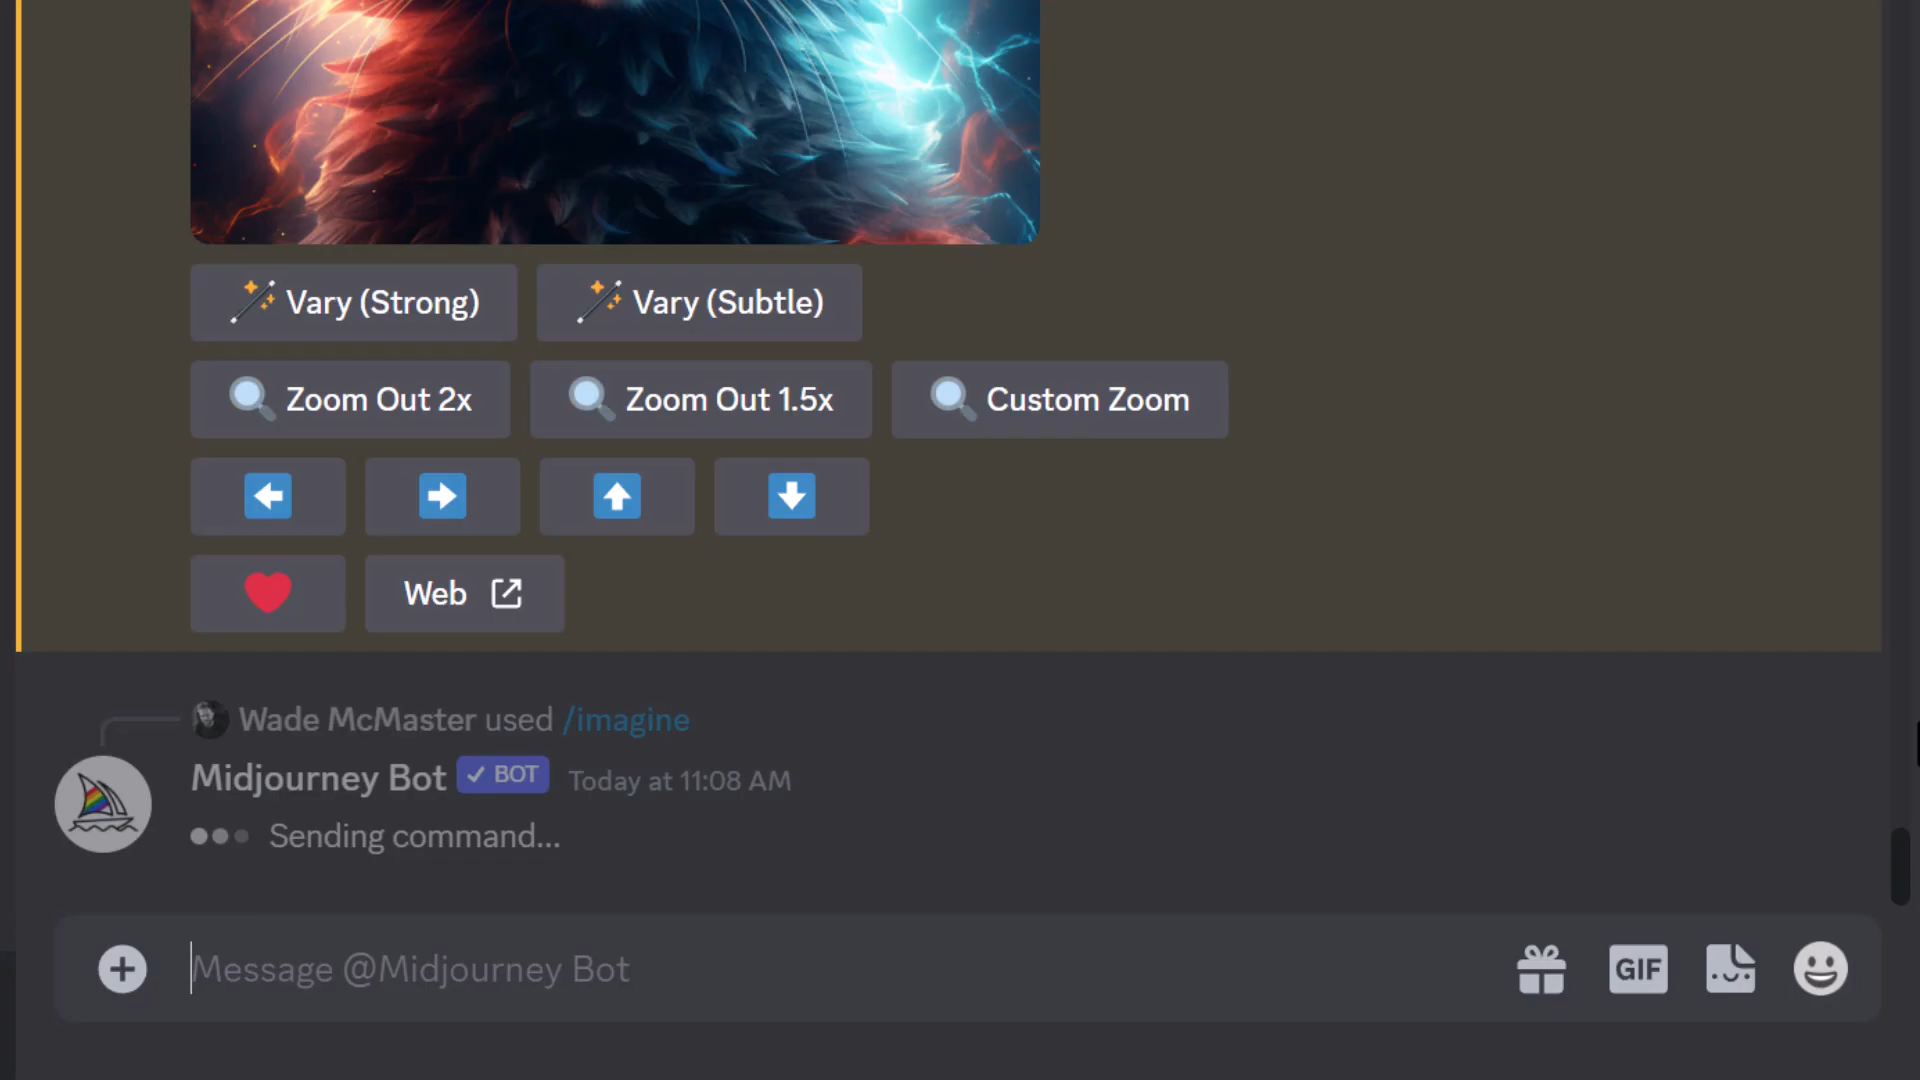 Vary (Strong) Vary (Subtle)
Zoom Out 2x Zoom Out 1.5x Custom Zoom
Web
Wade McMaster used /imagine
Midjourney Bot BOT Today at 11:08 AM
Sending command...
Message @Midjourney Bot GIF